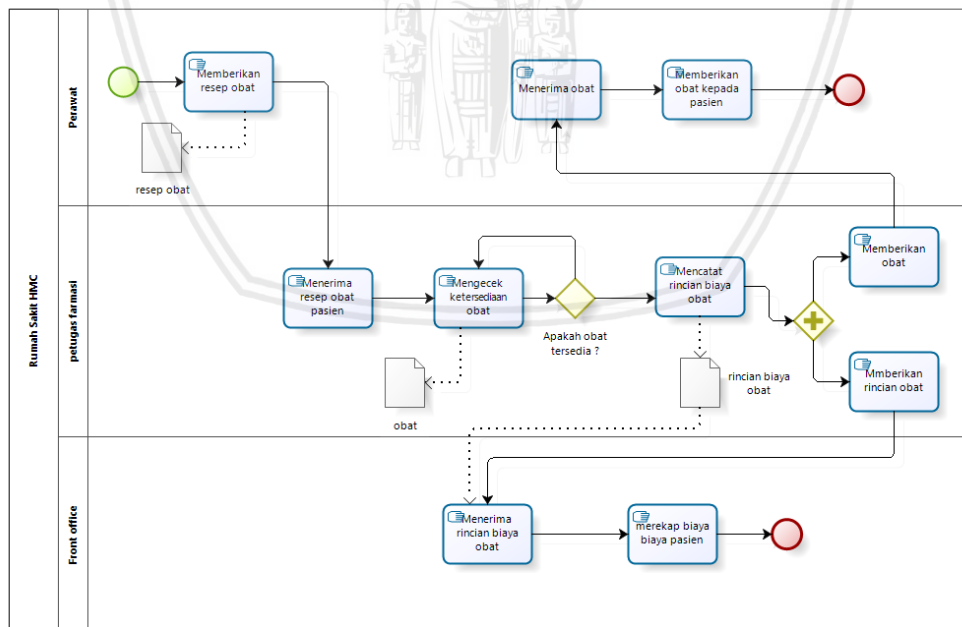 Rumah Sakit HMC
Perawat
Memberikan
resep obat
resep obat
Menerima obat
Memberikan
obat kepada
pasien
petugas farmasi
Menerima
resep obat
pasien
Mengecek
ketersediaan
obat
obat
Apakah obat
tersedia ?
Mencatat
rincian biaya
obat
rincian biaya
obat
Memberikan
obat
Mmberikan
rincian obat
Front office
Menerima
rincian biaya
obat
merekap biaya
biaya pasien